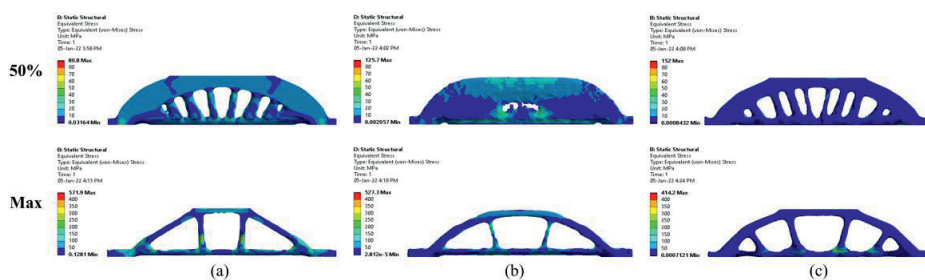 B: Static Structural
Equivalent Stress
Type: Equivalent (von-Mises) Stress
Unit: MPa
Time: 1
05-Jan-22 3:56 PM
80.8 Max
80
70
60
50
40
30
20
10
0.03164 Min
D: Static Structural
Equivalent Stress
Type: Equivalent (von-Mises) Stress
Unit: MPa
Time: 1
05-Jan-22 4:02 PM
125.7 Max
80
70
60
50
40
30
20
10
0.002057 Min
B: Static Structural
Equivalent Stress
Type: Equivalent (von-Mises) Stress
Unit: MPa
Time: 1
05-Jan-22 4:08 PM
152 Max
80
70
60
50
40
30
20
10
0.0008432 Min
50%
B: Static Structural
Equivalent Stress
Type: Equivalent (von-Mises) Stress
Unit: MPa
Time: 1
05-Jan-22 4:13 PM
571.9 Max
400
350
300
250
200
150
100
50
0.1281 Min
D: Static Structural
Equivalent Stress
Type: Equivalent (von-Mises) Stress
Unit: MPa
Time: 1
05-Jan-22 4:18 PM
527.3 Max
400
350
300
250
200
150
100
50
2.812e-5 Min
B: Static Structural
Equivalent Stress
Type: Equivalent (von-Mises) Stress
Unit: MPa
Time: 1
05-Jan-22 4:24 PM
414.2 Max
400
350
300
250
200
150
100
50
0.0007121 Min
Max
(a)
(b)
(c)